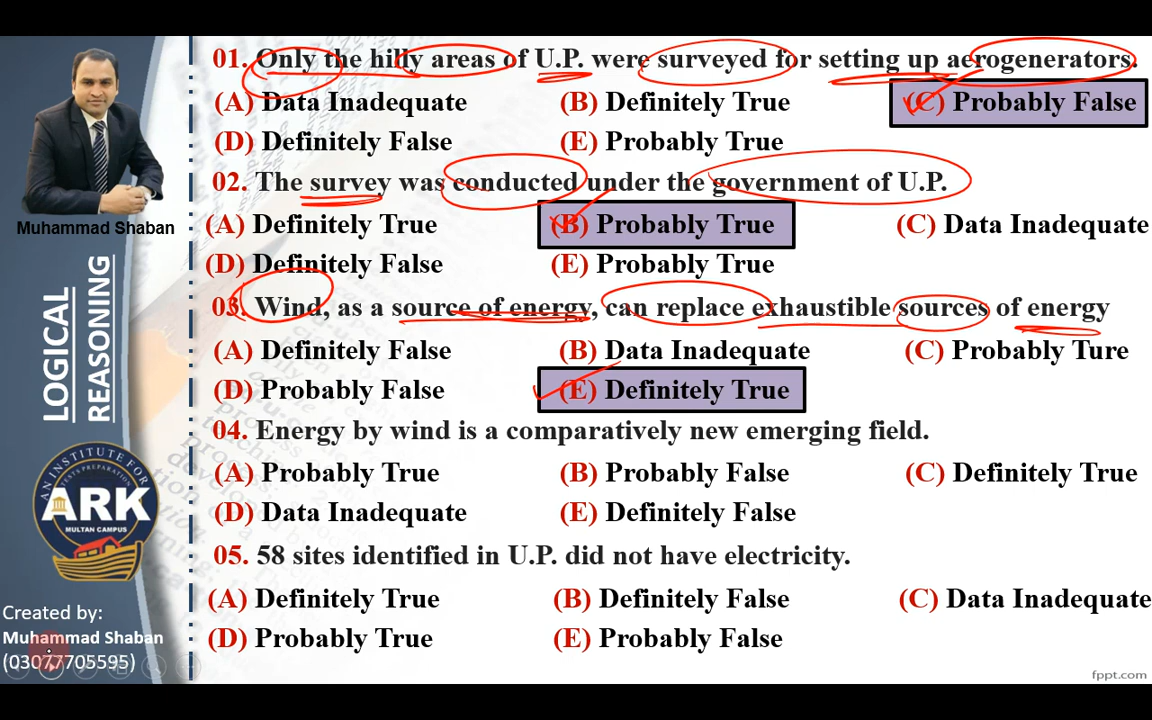 01. Only the hilly areas of U.P. were surveyed for setting up aerogenerators.
(A) Data Inadequate (B) Definitely True (C) Probably False
(D) Definitely False (E) Probably True
02. The survey was conducted under the government of U.P.
(A) Definitely True (B) Probably True (C) Data Inadequate
(D) Definitely False (E) Probably True
03. Wind, as a source of energy, can replace exhaustible sources of energy
(A) Definitely False (B) Data Inadequate (C) Probably Ture
(D) Probably False (E) Definitely True
04. Energy by wind is a comparatively new emerging field.
(A) Probably True (B) Probably False (C) Definitely True
(D) Data Inadequate (E) Definitely False
05. 58 sites identified in U.P. did not have electricity.
(A) Definitely True (B) Definitely False (C) Data Inadequate
(D) Probably True (E) Probably False
Muhammad Shaban
LOGICAL
REASONING
AN INSTITUTE FOR
TESTS PREPARATION
ARK
MULTAN CAMPUS
Created by:
Muhammad Shaban
(03077705595)
fppt.com